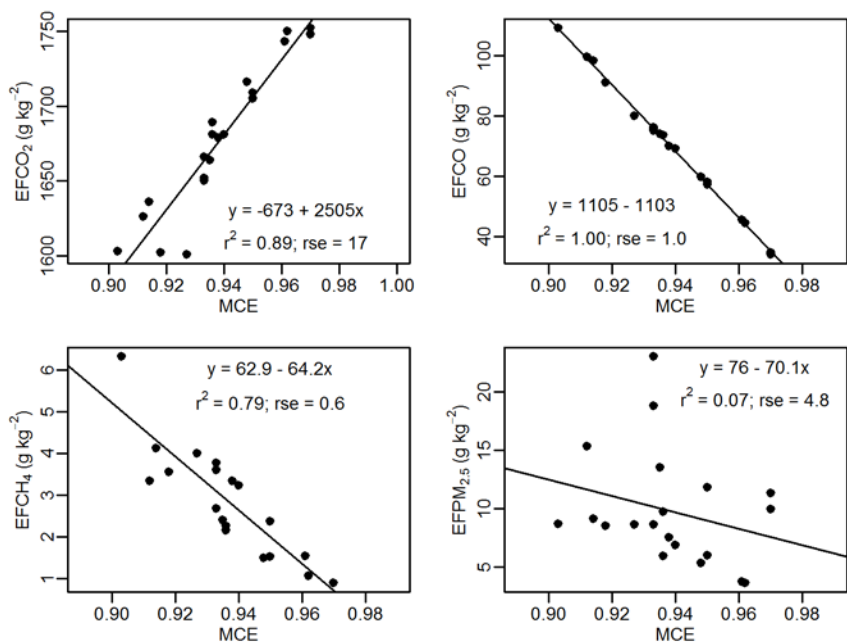 EFCO₂ (g kg⁻²)
1600 1650 1700 1750
y = -673 + 2505x
r² = 0.89; rse = 17
0.90 0.92 0.94 0.96 0.98 1.00
MCE
EFCO (g kg⁻²)
40 60 80 100
y = 1105 - 1103
r² = 1.00; rse = 1.0
0.90 0.92 0.94 0.96 0.98
MCE
EFCH₄ (g kg⁻²)
1 2 3 4 5 6
y = 62.9 - 64.2x
r² = 0.79; rse = 0.6
0.90 0.92 0.94 0.96 0.98
MCE
EFPM₂.₅ (g kg⁻²)
5 10 15 20
y = 76 - 70.1x
r² = 0.07; rse = 4.8
0.90 0.92 0.94 0.96 0.98
MCE